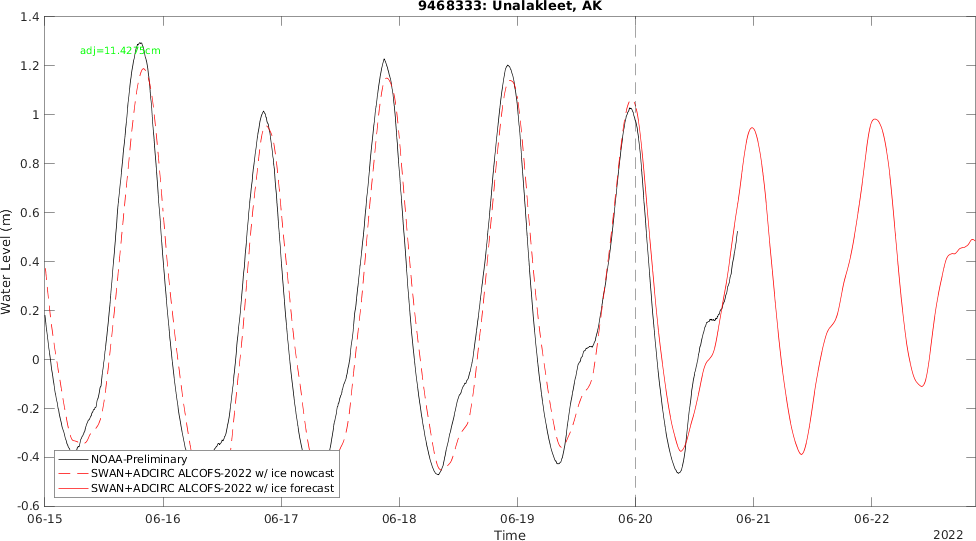 9468333: Unalakleet, AK
adj=11.4275cm
Water Level (m)
1.4
1.2
1
0.8
0.6
0.4
0.2
0
-0.2
-0.4
-0.6
NOAA-Preliminary
SWAN+ADCIRC ALCOFS-2022 w/ ice nowcast
SWAN+ADCIRC ALCOFS-2022 w/ ice forecast
06-15 06-16 06-17 06-18 06-19 06-20 06-21 06-22
Time
2022